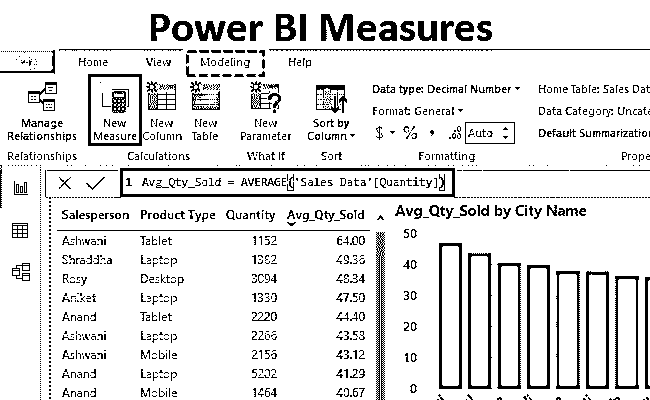 Power BI Measures
Home View Modeling Help
Manage Relationships
New Measure
New Column
New Table
New Parameter
Sort by Column
Data type: Decimal Number
Format: General
$ % , .00 Auto
Home Table: Sales Dat
Data Category: Uncate
Default Summarization
Relationships Calculations What If Sort Formatting Prope
1 Avg_Qty_Sold = AVERAGE('Sales Data'[Quantity])
Salesperson Product Type Quantity Avg_Qty_Sold
Ashwani Tablet 1152 64.00
Shraddha Laptop 49.36
Rosy Desktop 3094 48.34
Aniket Laptop 1330 47.50
Anand Tablet 2220 44.40
Ashwani Laptop 2266 43.58
Ashwani Mobile 2156 43.12
Anand Laptop 5202 41.29
Anand Mobile 1464 40.67
Avg_Qty_Sold by City Name
50
40
30
20
10
0